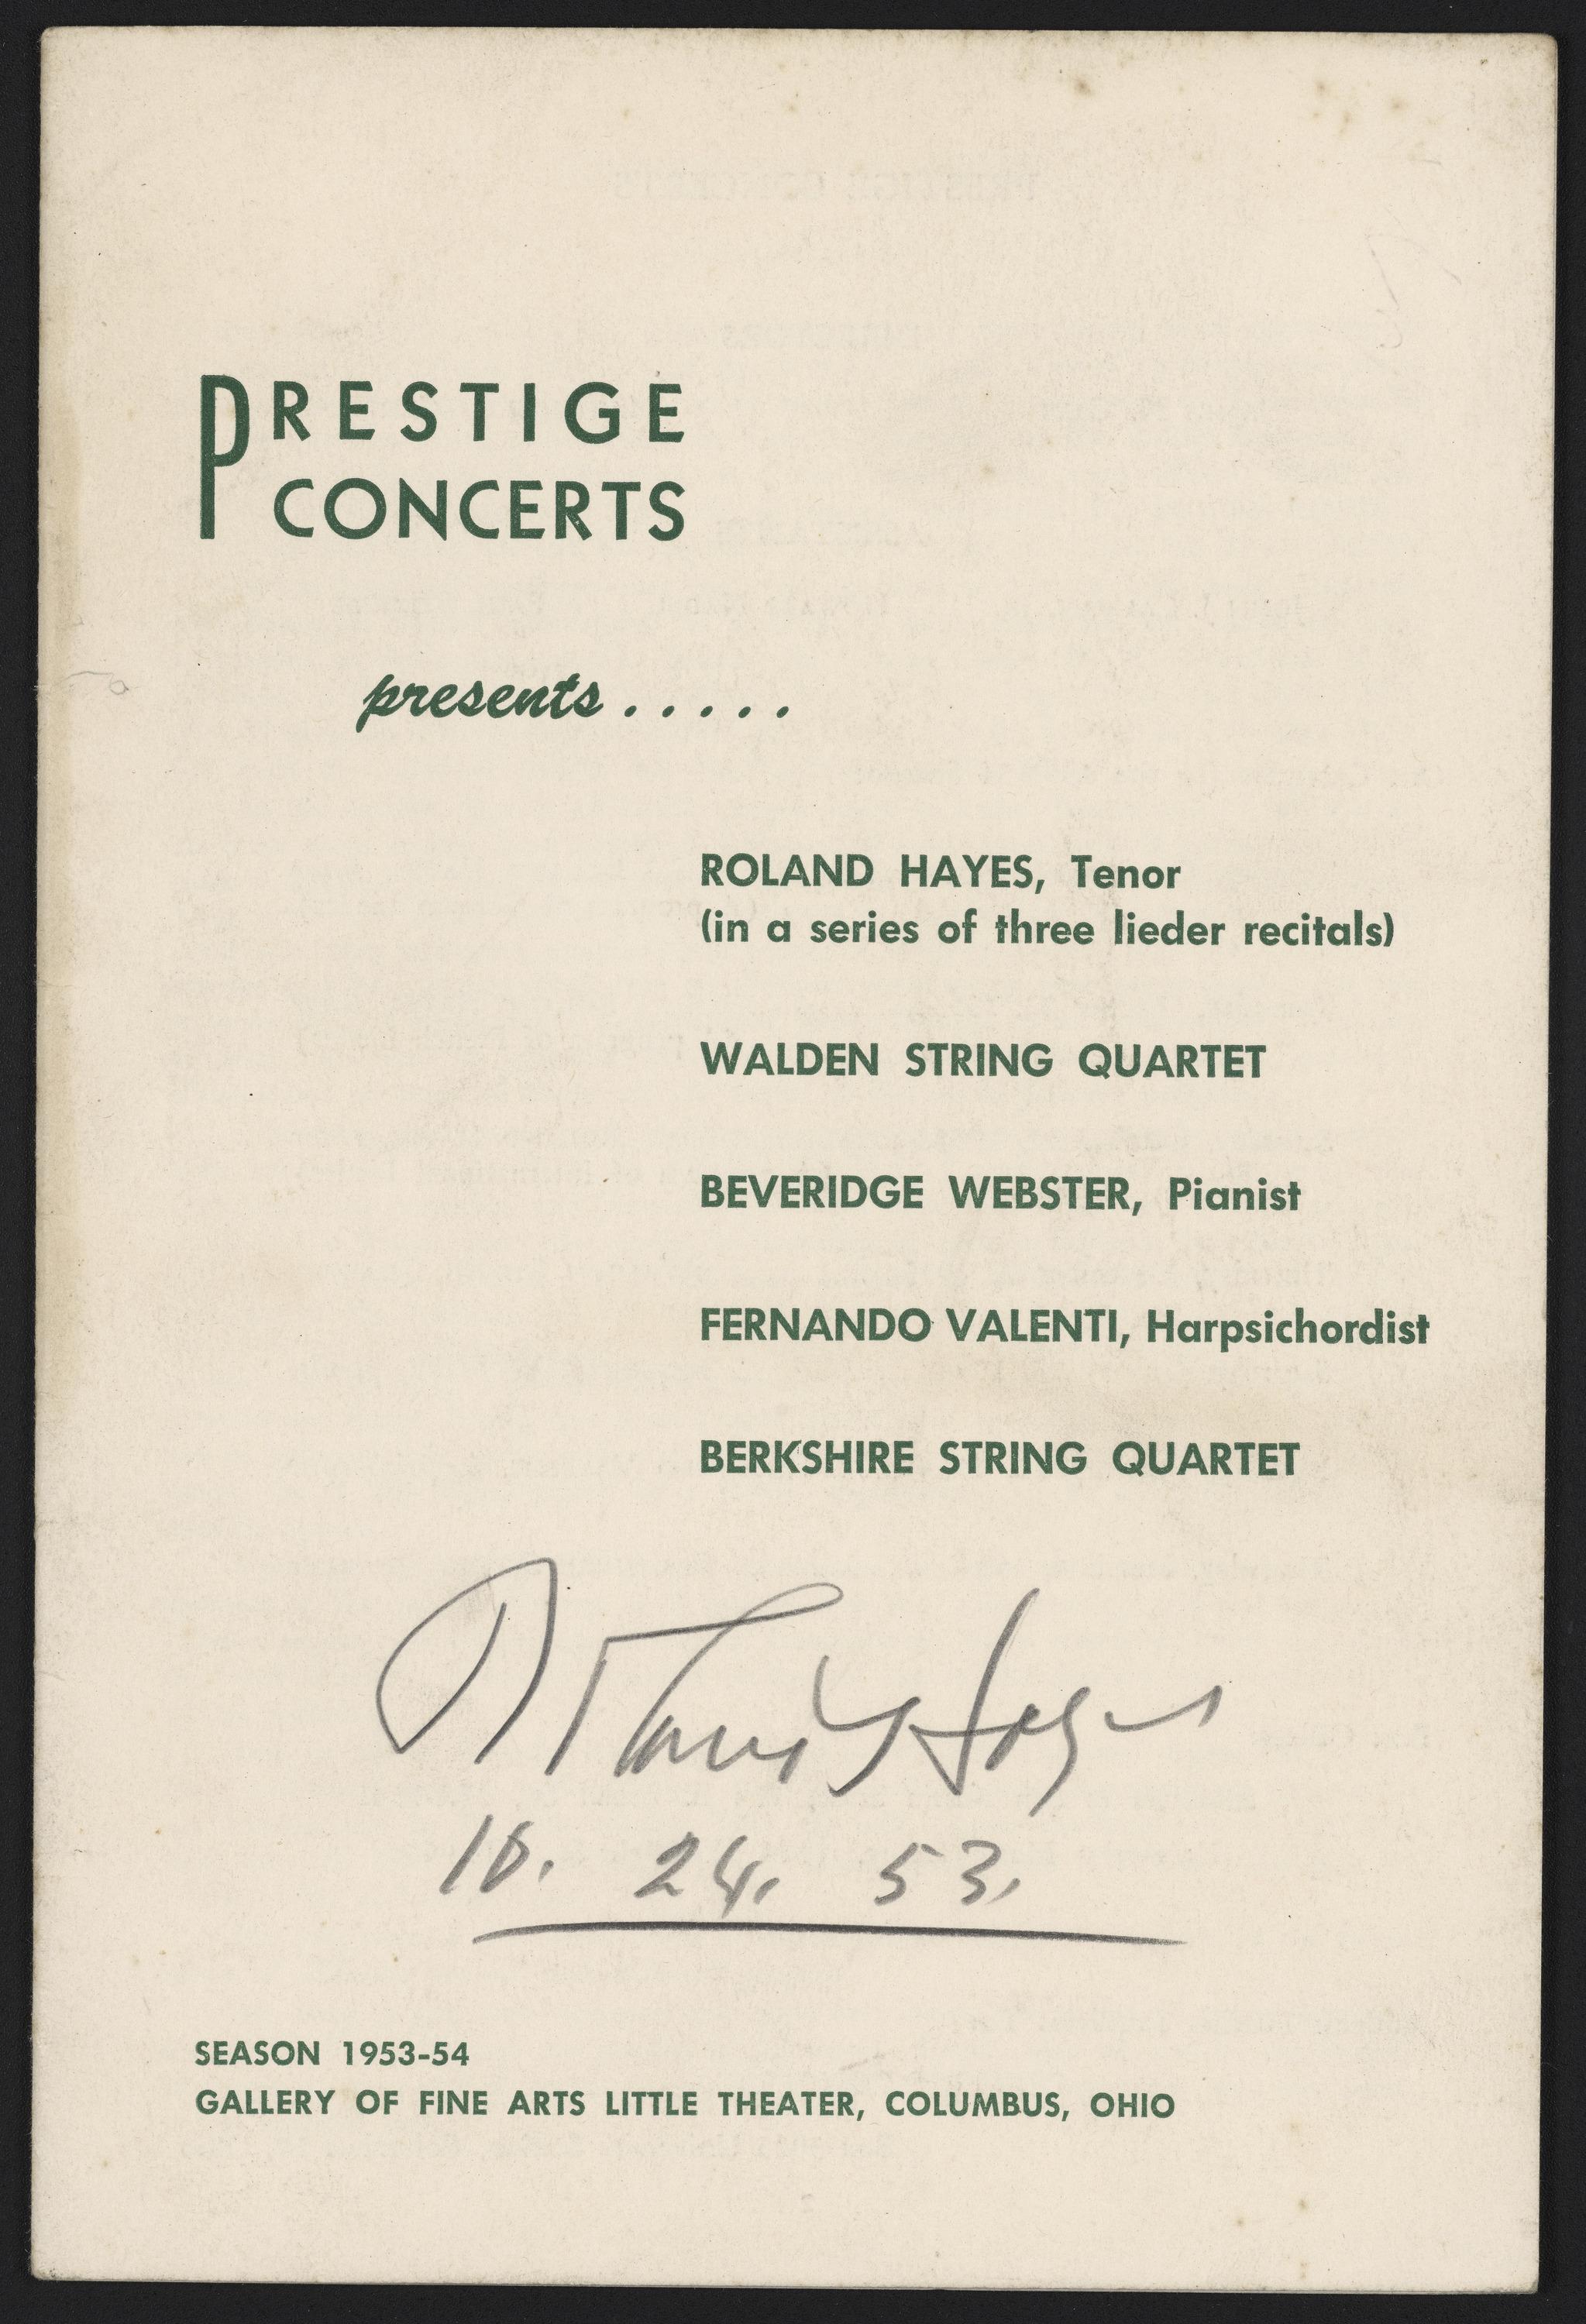 PRESTIGE
CONCERTS
presents.....
ROLAND HAYES, Tenor
(in a series of three lieder recitals)
WALDEN STRING QUARTET
BEVERIDGE WEBSTER, Pianist
FERNANDO VALENTI, Harpsichordist
BERKSHIRE STRING QUARTET
Roland Hayes
10. 24. 53.
SEASON 1953-54
GALLERY OF FINE ARTS LITTLE THEATER, COLUMBUS, OHIO